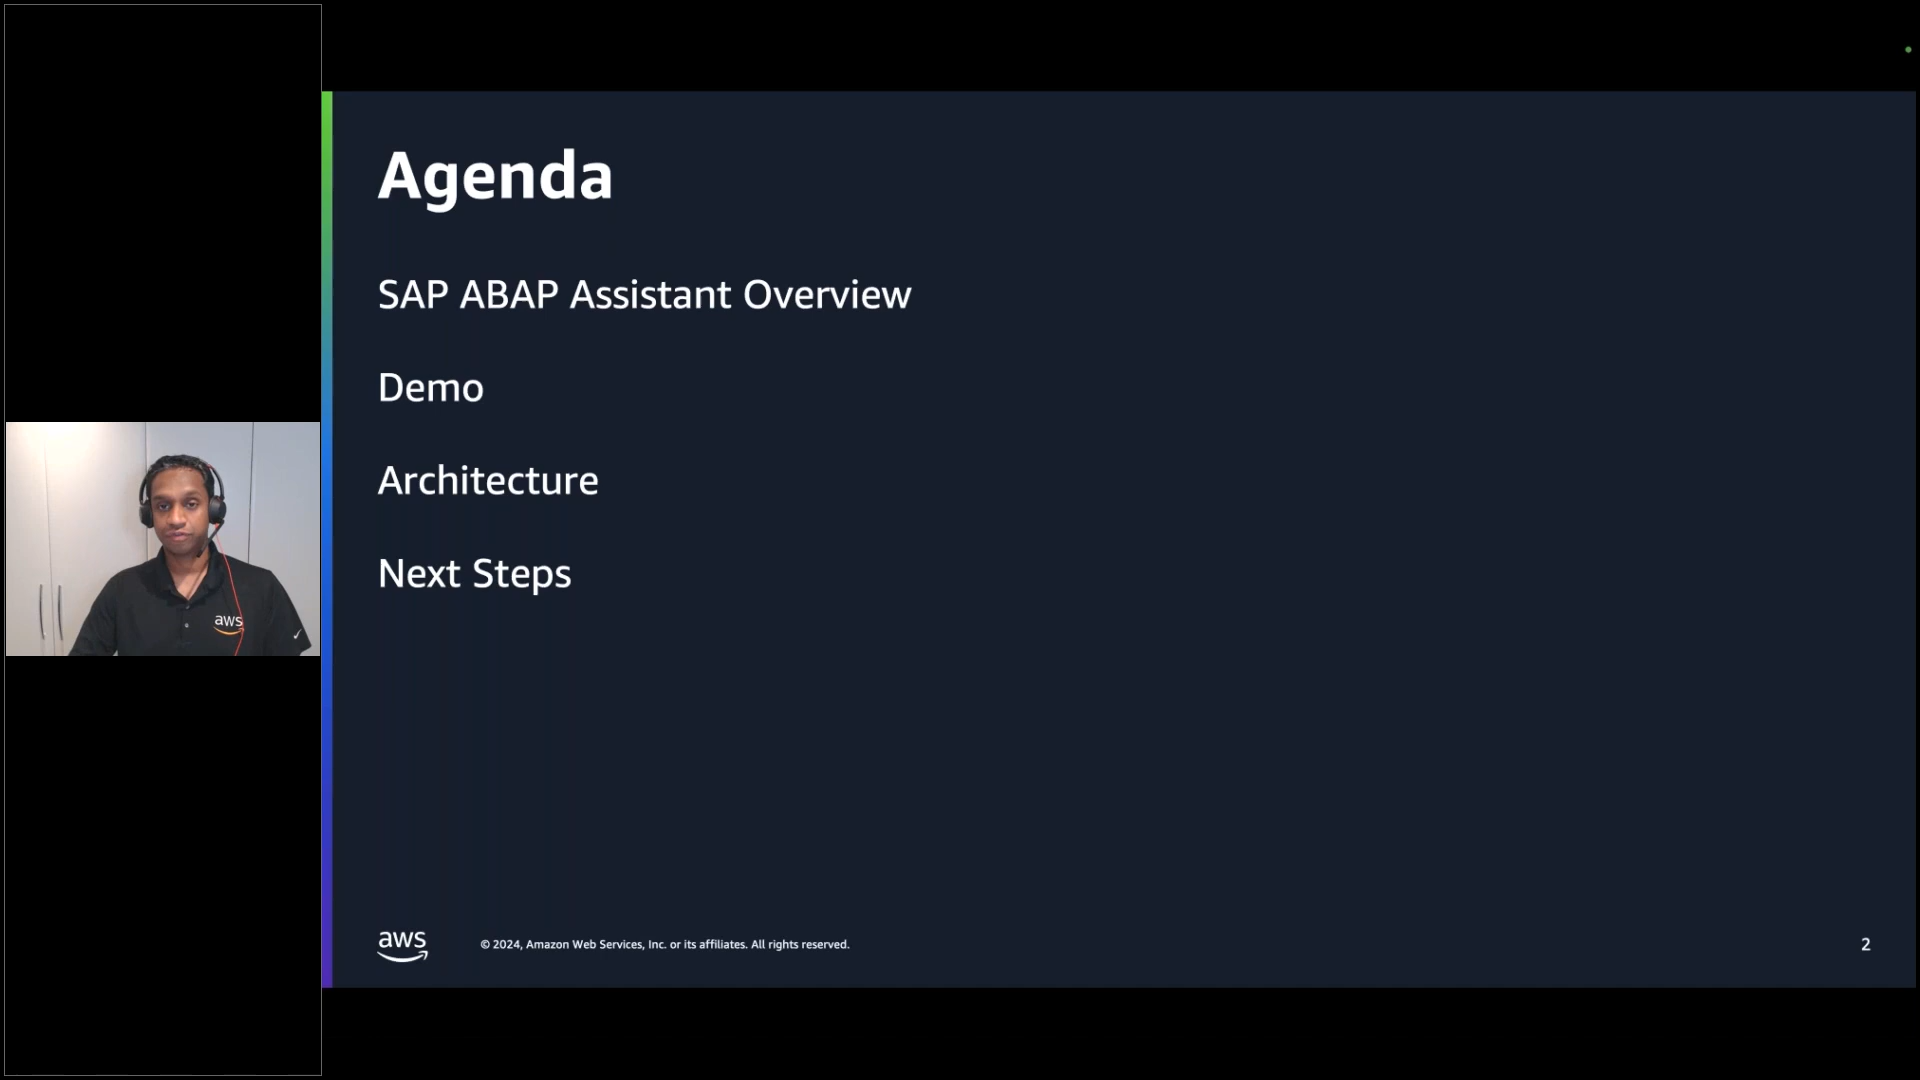 Agenda
SAP ABAP Assistant Overview
Demo
Architecture
Next Steps
aws
aws
© 2024, Amazon Web Services, Inc. or its affiliates. All rights reserved.
2